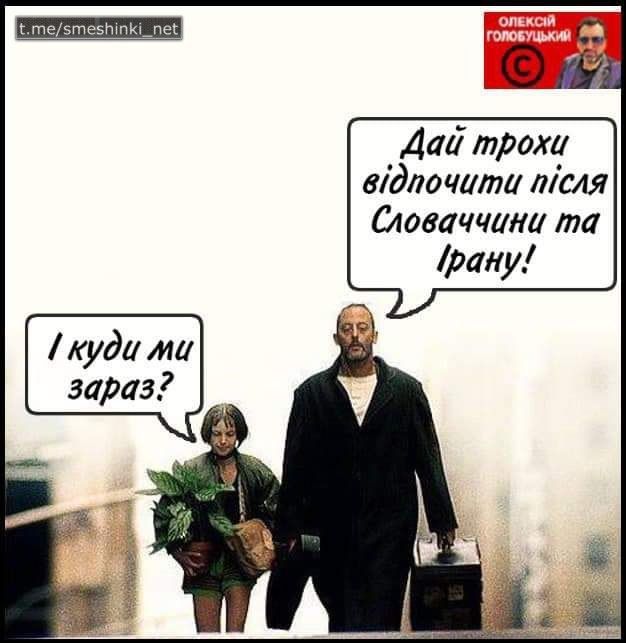 t.me/smeshinki_net
ОЛЕКСІЙ
ГОЛОБУЦЬКИЙ
©
Дай трохи
відпочити після
Словаччини та
Ірану!
І куди ми
зараз?